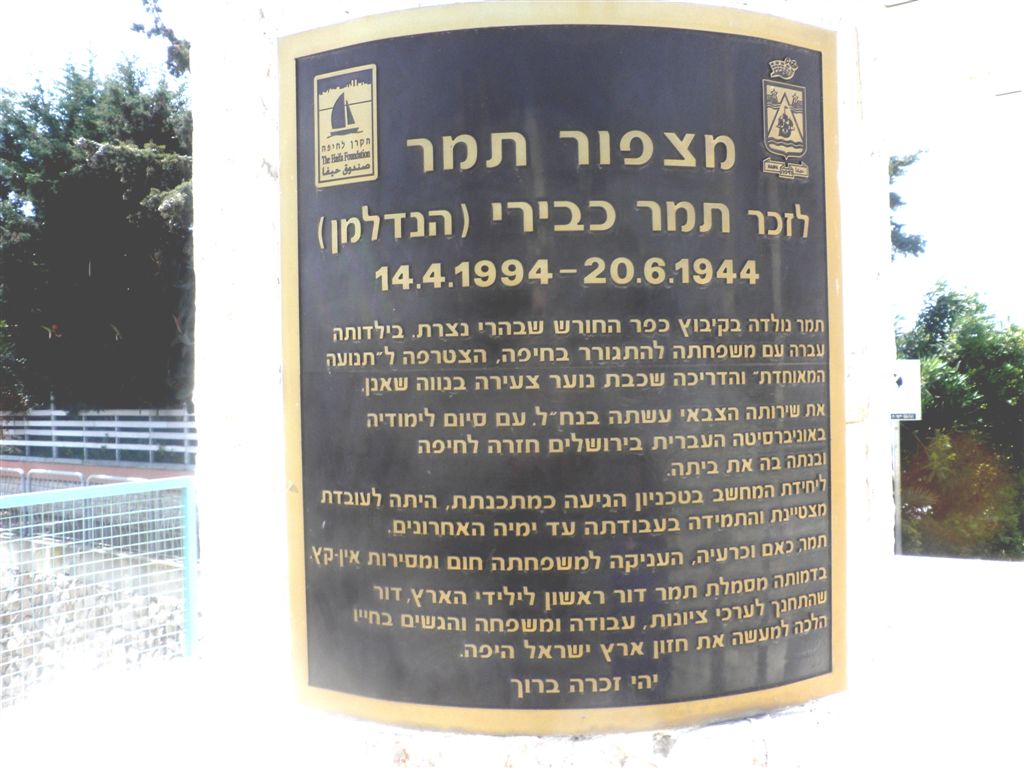 הקרן לחיפה
The Haifa Foundation
صندوق حيفا
מצפור תמר
לזכר תמר כבירי (הנדלמן)
14.4.1994 – 20.6.1944
תמר נולדה בקיבוץ כפר החורש שבהרי נצרת. בילדותה
עברה עם משפחתה להתגורר בחיפה, הצטרפה ל״תנועה
המאוחדת״ והדריכה שכבת נוער צעירה בנווה שאנן.
את שירותה הצבאי עשתה בנח״ל. עם סיום לימודיה
באוניברסיטה העברית בירושלים חזרה לחיפה
ובנתה בה את ביתה.
ליחידת המחשב בטכניון הגיעה כמתכנתת, היתה לעובדת
מצטיינת והתמידה בעבודתה עד ימיה האחרונים.
תמר, כאם וכרעיה, העניקה למשפחתה חום ומסירות אין-קץ.
בדמותה מסמלת תמר דור ראשון לילידי הארץ, דור
שהתחנך לערכי ציונות, עבודה ומשפחה והגשים בחייו
הלכה למעשה את חזון ארץ ישראל היפה.
יהי זכרה ברוך